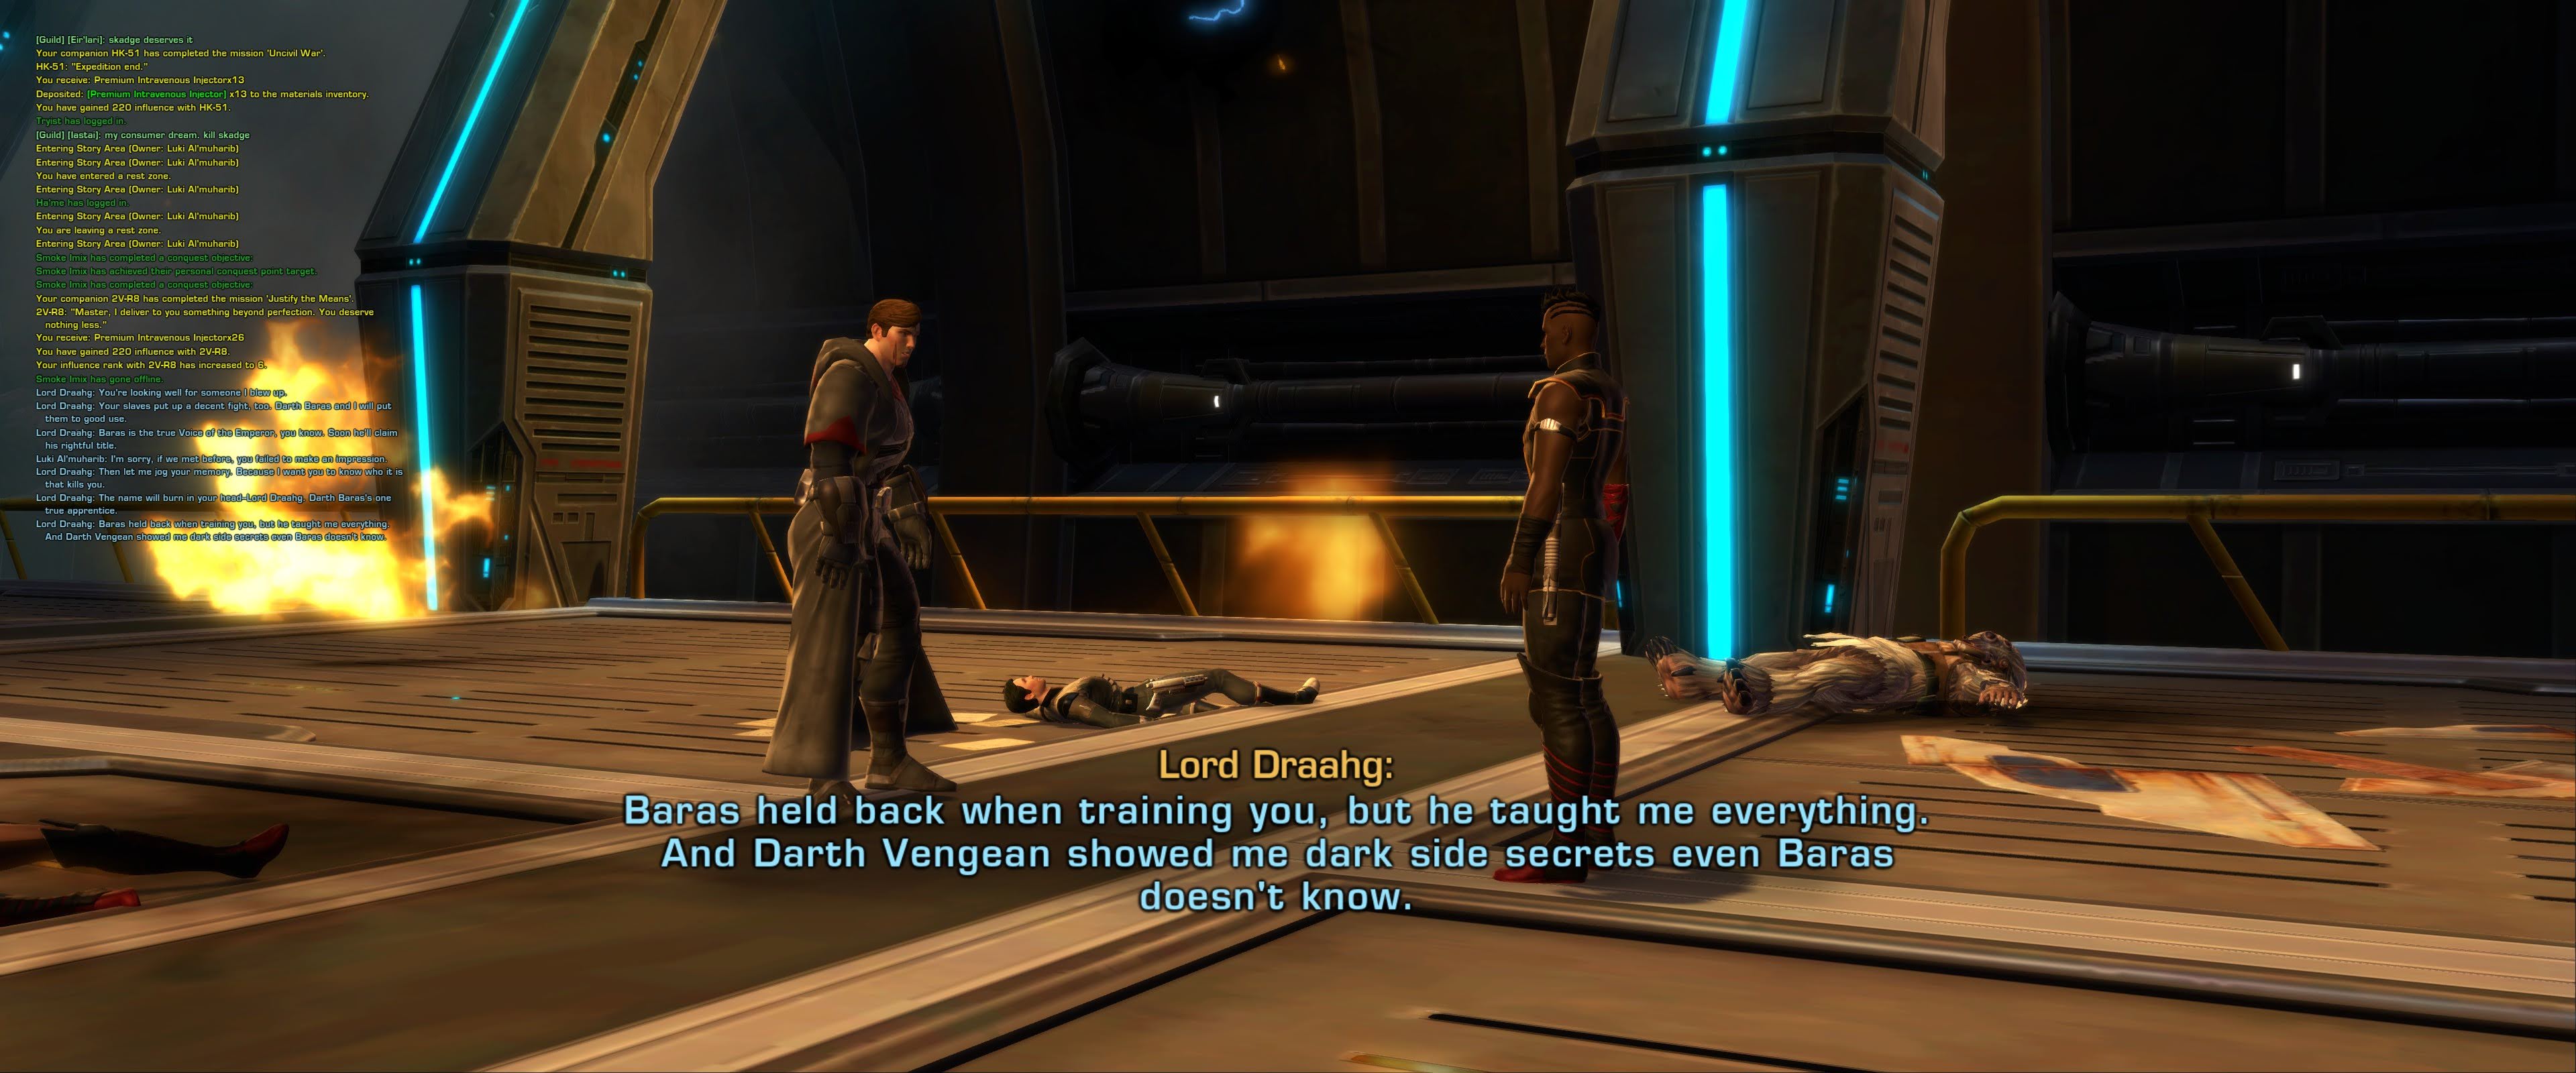 [Guild] [Eir'lari]: skadge deserves it
Your companion HK-51 has completed the mission 'Uncivil War'.
HK-51: "Expedition end."
You receive: Premium Intravenous Injectorx13
Deposited: [Premium Intravenous Injector] x13 to the materials inventory.
You have gained 220 influence with HK-51.
Tryist has logged in.
[Guild] [Iastai]: my consumer dream. kill skadge
Entering Story Area (Owner: Luki Al'muharib)
Entering Story Area (Owner: Luki Al'muharib)
You have entered a rest zone.
Entering Story Area (Owner: Luki Al'muharib)
Ha'me has logged in.
Entering Story Area (Owner: Luki Al'muharib)
You are leaving a rest zone.
Entering Story Area (Owner: Luki Al'muharib)
Smoke Imix has completed a conquest objective.
Smoke Imix has achieved their personal conquest point target.
Smoke Imix has completed a conquest objective.
Your companion 2V-R8 has completed the mission 'Justify the Means'.
2V-R8: "Master, I deliver to you something beyond perfection. You deserve
nothing less."
You receive: Premium Intravenous Injectorx26
You have gained 220 influence with 2V-R8.
Your influence rank with 2V-R8 has increased to 6.
Smoke Imix has gone offline.
Lord Draahg: You're looking well for someone I blew up.
Lord Draahg: Your slaves put up a decent fight, too. Darth Baras and I will put
them to good use.
Lord Draahg: Baras is the true Voice of the Emperor, you know. Soon he'll claim
his rightful title.
Luki Al'muharib: I'm sorry, if we met before, you failed to make an impression.
Lord Draahg: Then let me jog your memory. Because I want you to know who it is
that kills you.
Lord Draahg: The name will burn in your head–Lord Draahg. Darth Baras's one
true apprentice.
Lord Draahg: Baras held back when training you, but he taught me everything.
And Darth Vengean showed me dark side secrets even Baras doesn't know.
Lord Draahg:
Baras held back when training you, but he taught me everything.
And Darth Vengean showed me dark side secrets even Baras
doesn't know.